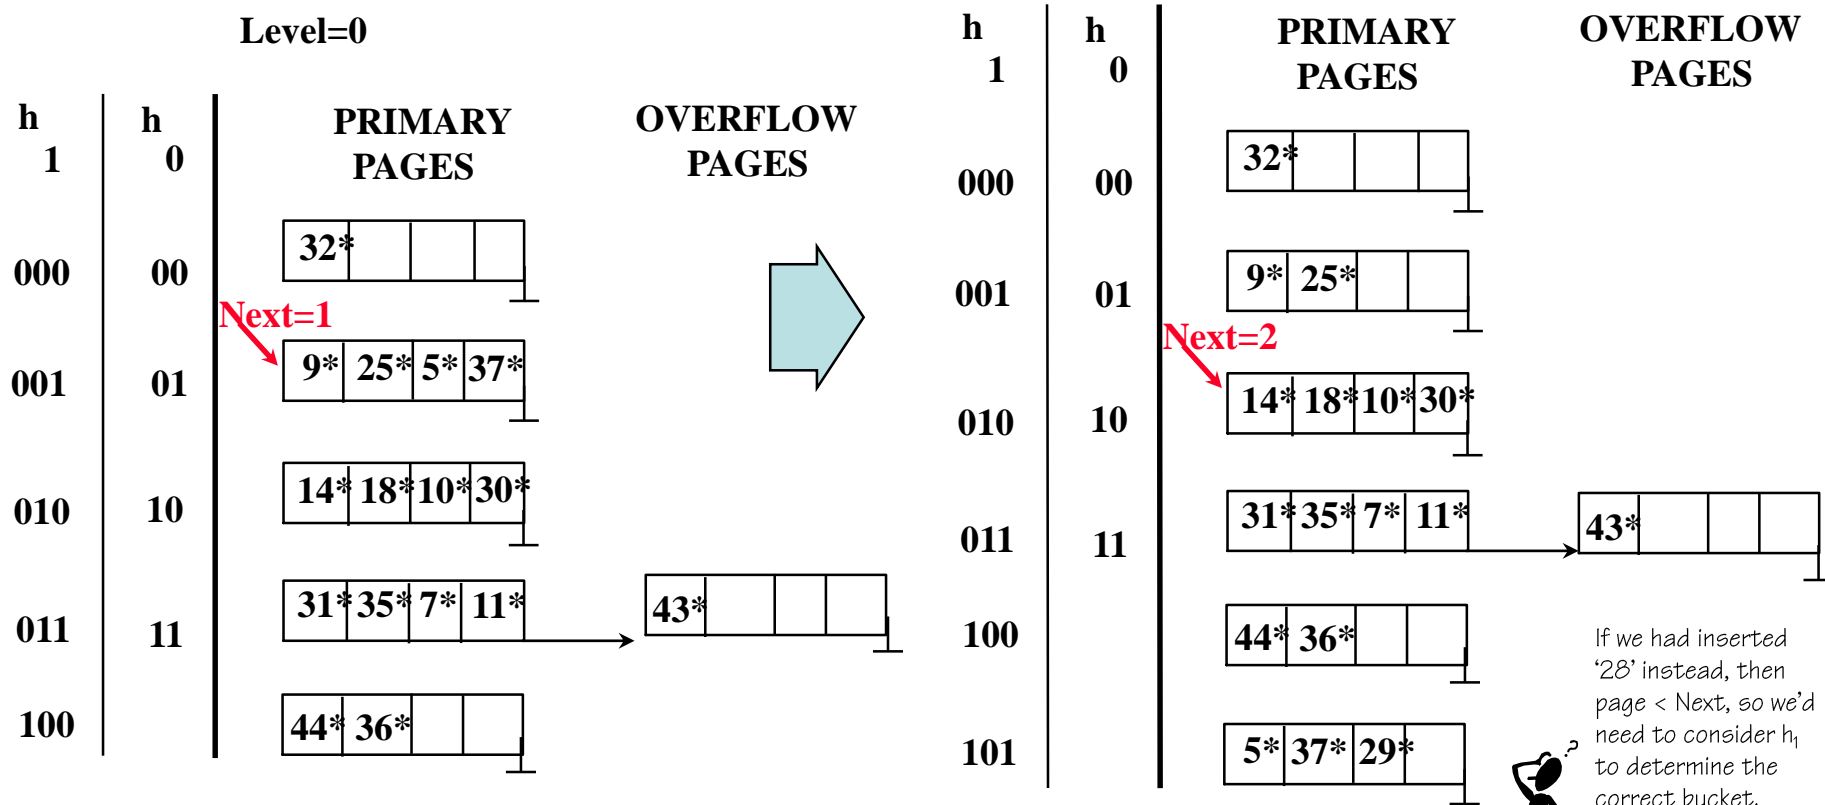 Level=0
h
1
h
0
PRIMARY
PAGES
OVERFLOW
PAGES
000
00
32*
Next=1
001
01
9* 25* 5* 37*
010
10
14* 18* 10* 30*
011
11
31* 35* 7* 11*
43*
100
44* 36*
h
1
h
0
PRIMARY
PAGES
OVERFLOW
PAGES
000
00
32*
001
01
9* 25*
Next=2
010
10
14* 18* 10* 30*
011
11
31* 35* 7* 11*
43*
100
44* 36*
101
5* 37* 29*
If we had inserted
‘28’ instead, then
page < Next, so we’d
need to consider h₁
to determine the
correct bucket.
?